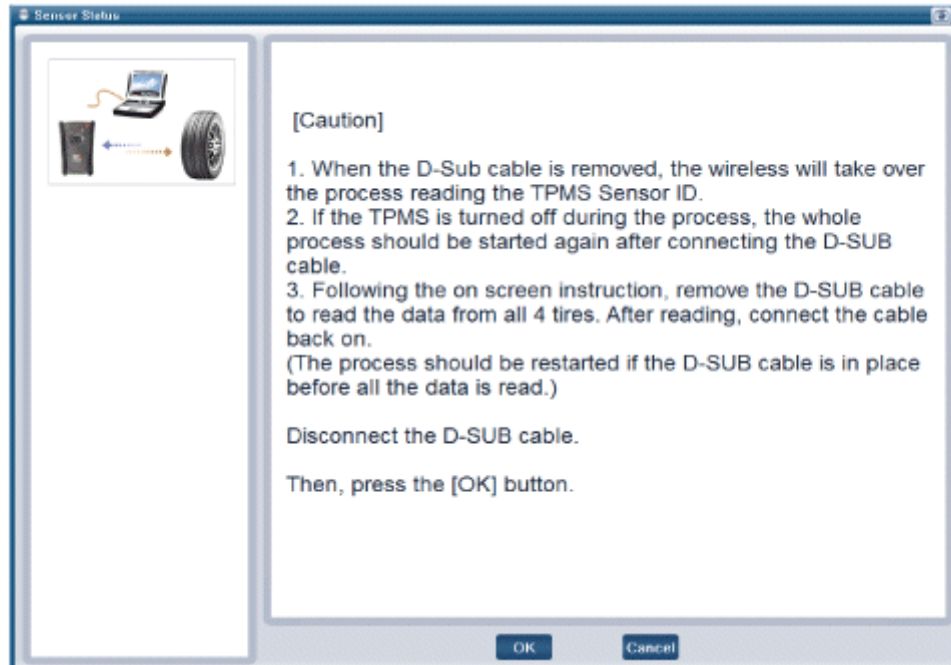 Sensor Status
[Caution]
1. When the D-Sub cable is removed, the wireless will take over
the process reading the TPMS Sensor ID.
2. If the TPMS is turned off during the process, the whole
process should be started again after connecting the D-SUB
cable.
3. Following the on screen instruction, remove the D-SUB cable
to read the data from all 4 tires. After reading, connect the cable
back on.
(The process should be restarted if the D-SUB cable is in place
before all the data is read.)
Disconnect the D-SUB cable.
Then, press the [OK] button.
OK
Cancel